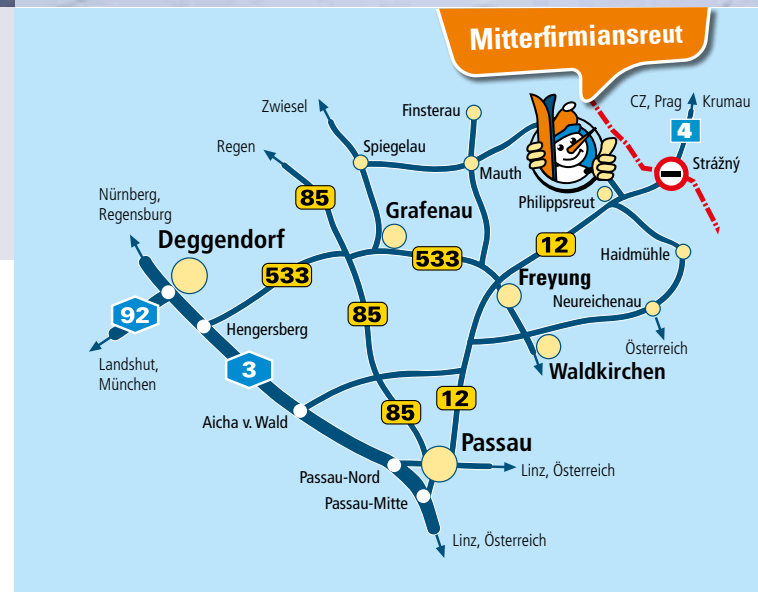 Mitterfirmiansreut
Zwiesel
Finsterau
CZ, Prag
Krumau
4
Regen
Spiegelau
Mauth
Strážný
Nürnberg,
Regensburg
85
Grafenau
Philippsreut
Deggendorf
12
533
533
Haidmühle
Freyung
92
85
Neureichenau
Hengersberg
Landshut,
München
3
Österreich
Waldkirchen
Aicha v. Wald
85
12
Passau
Passau-Nord
Linz, Österreich
Passau-Mitte
Linz, Österreich